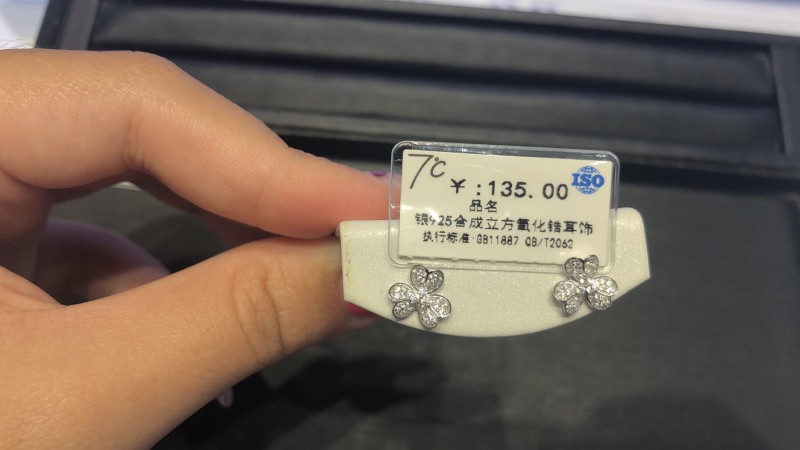 7℃
¥:135.00
ISO
品名
银925合成立方氧化锆耳饰
执行标准:GB11887 QB/T2062